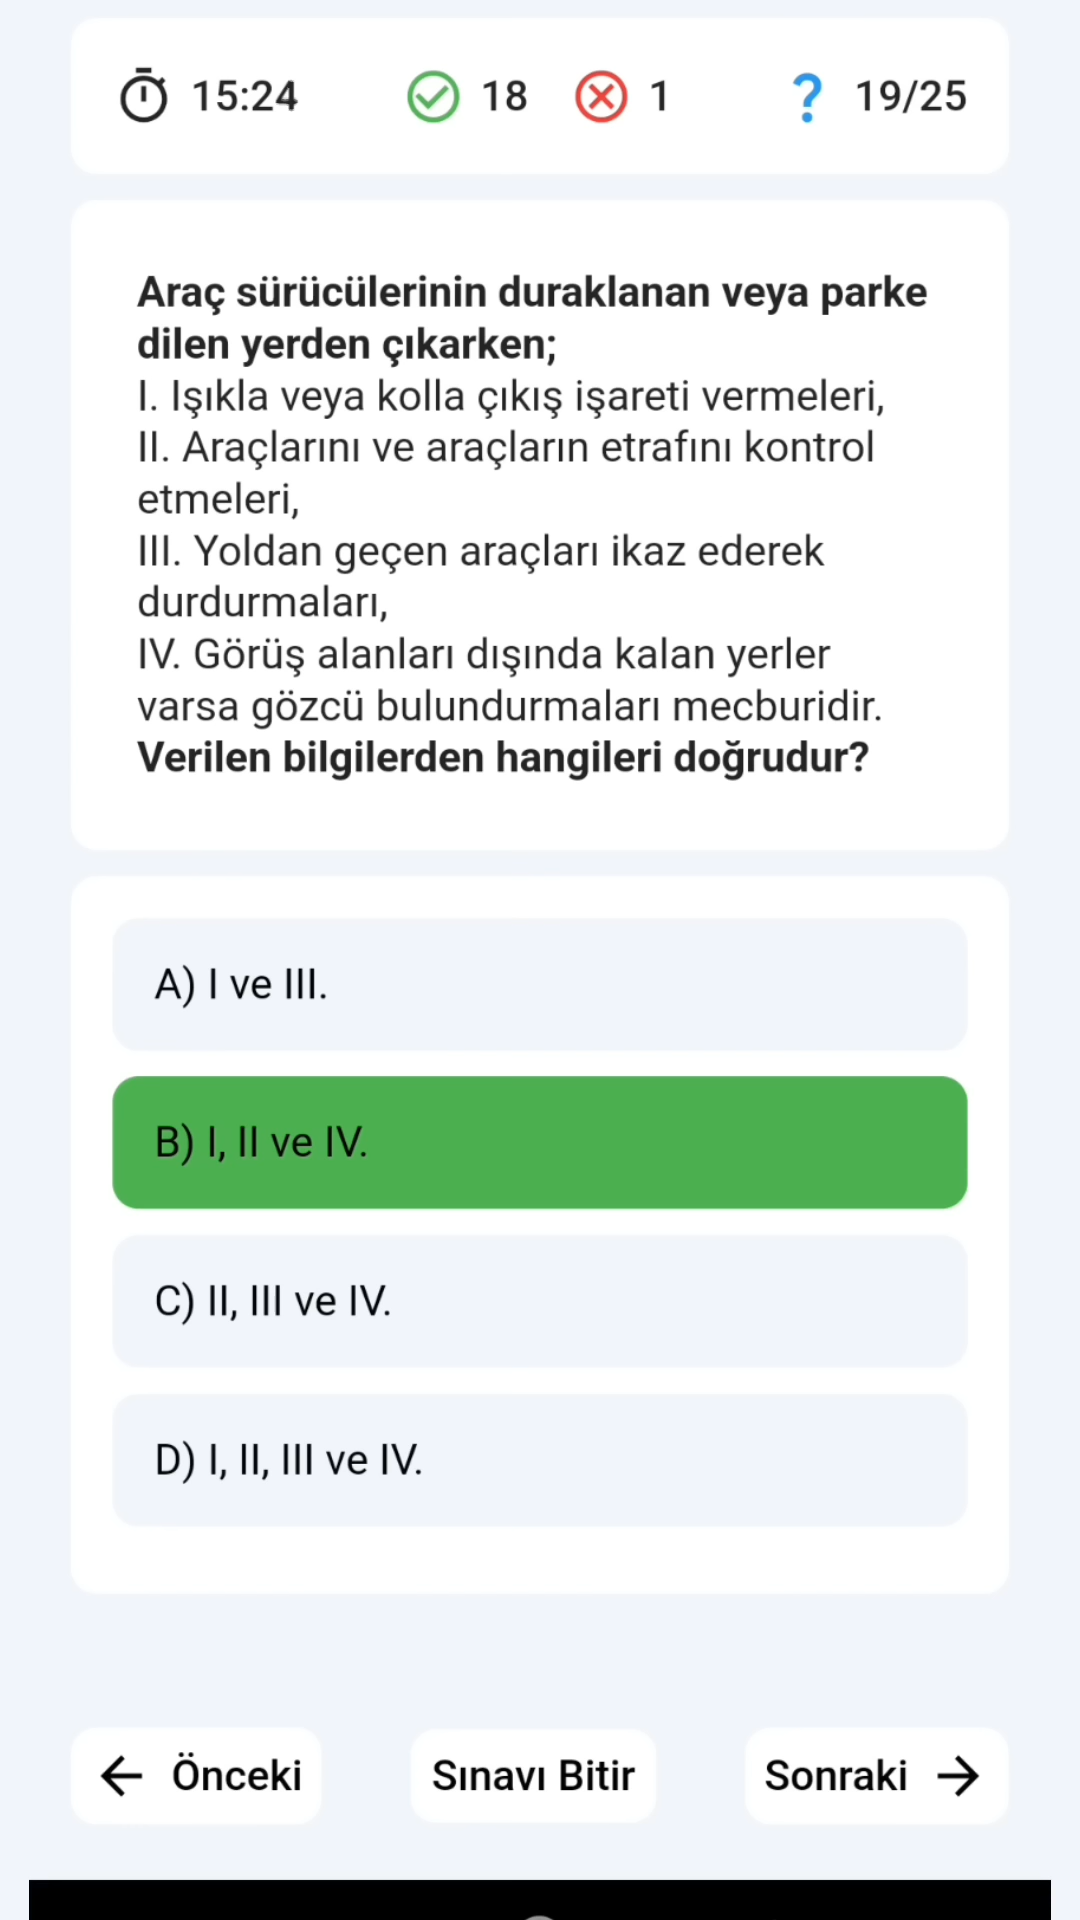 15:24 18 1 ? 19/25
Araç sürücülerinin duraklanan veya parke
dilen yerden çıkarken;
I. Işıkla veya kolla çıkış işareti vermeleri,
II. Araçlarını ve araçların etrafını kontrol
etmeleri,
III. Yoldan geçen araçları ikaz ederek
durdurmaları,
IV. Görüş alanları dışında kalan yerler
varsa gözcü bulundurmaları mecburidir.
Verilen bilgilerden hangileri doğrudur?
A) I ve III.
B) I, II ve IV.
C) II, III ve IV.
D) I, II, III ve IV.
← Önceki Sınavı Bitir Sonraki →